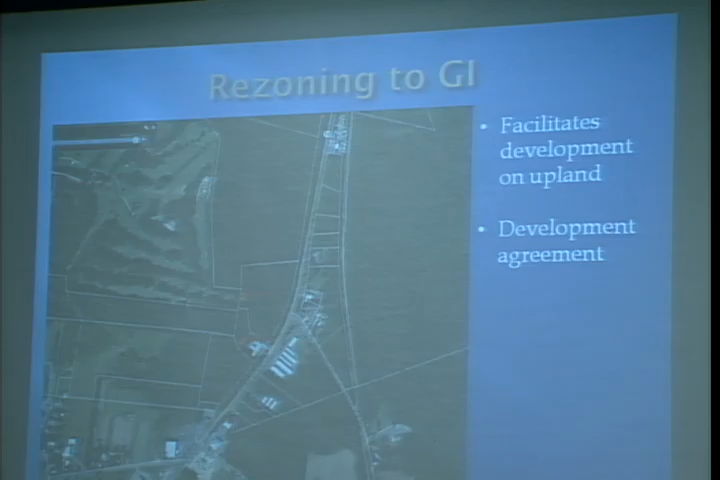 Rezoning to GI
• Facilitates
development
on upland
• Development
agreement